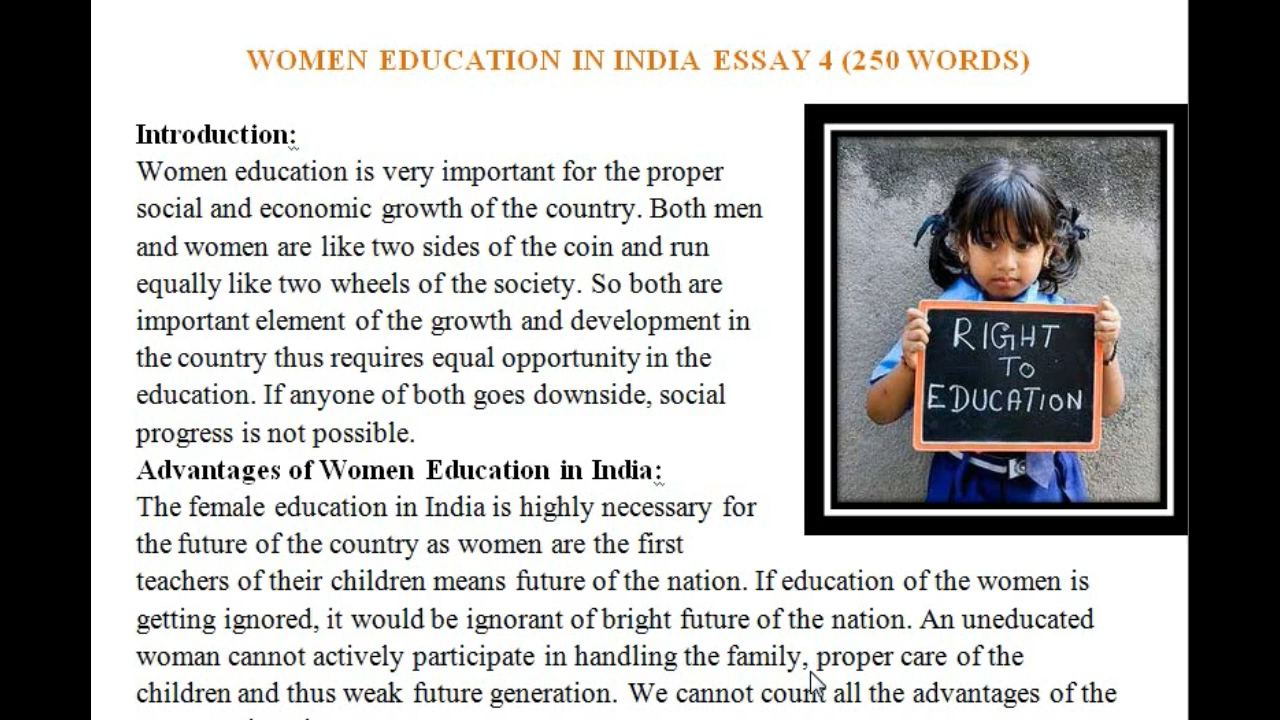 WOMEN EDUCATION IN INDIA ESSAY 4 (250 WORDS)
Introduction:
Women education is very important for the proper
social and economic growth of the country. Both men
and women are like two sides of the coin and run
equally like two wheels of the society. So both are
important element of the growth and development in
the country thus requires equal opportunity in the
education. If anyone of both goes downside, social
progress is not possible.
RIGHT
TO
EDUCATION
Advantages of Women Education in India:
The female education in India is highly necessary for
the future of the country as women are the first
teachers of their children means future of the nation. If education of the women is
getting ignored, it would be ignorant of bright future of the nation. An uneducated
woman cannot actively participate in handling the family, proper care of the
children and thus weak future generation. We cannot count all the advantages of the